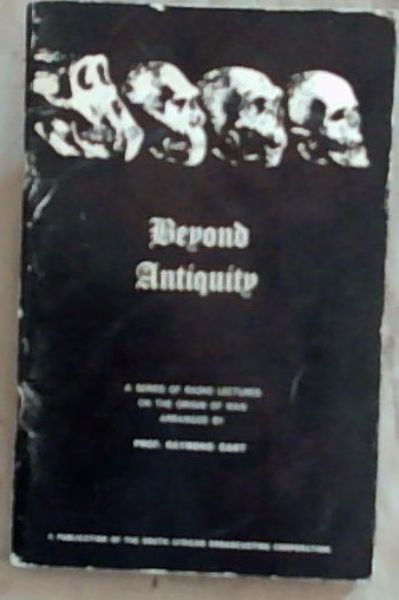 Beyond
Antiquity
A SERIES OF RADIO LECTURES
ON THE ORIGIN OF MAN
ARRANGED BY
PROF. RAYMOND DART
A PUBLICATION OF THE SOUTH AFRICAN BROADCASTING CORPORATION